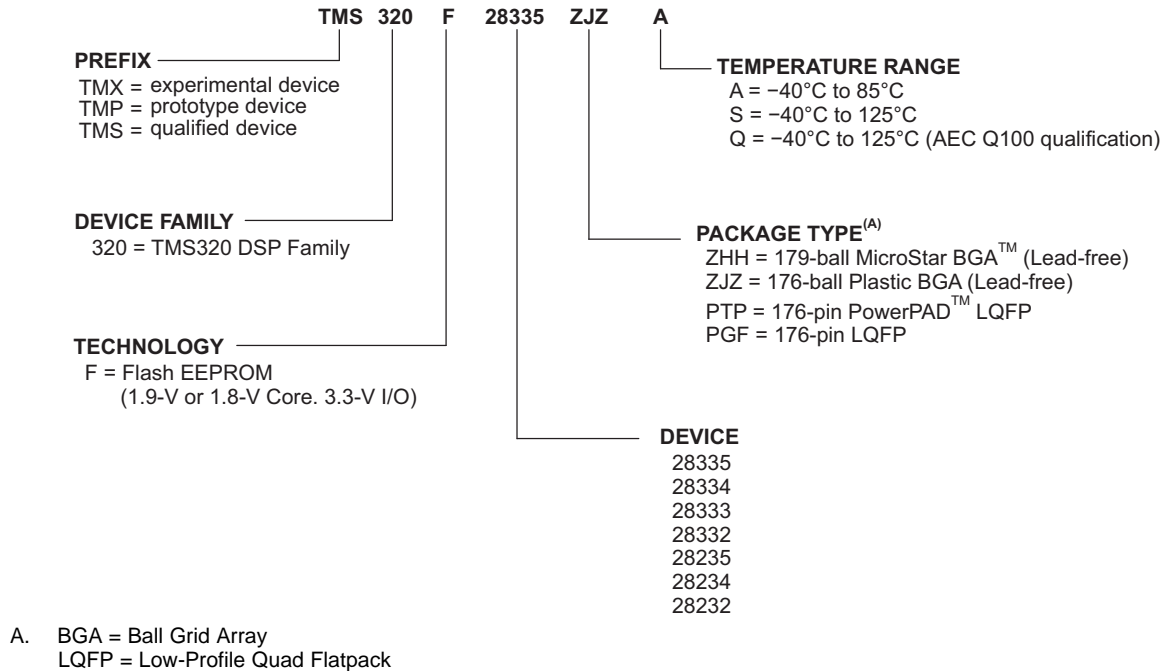 TMS 320 F 28335 ZJZ A
PREFIX
TMX = experimental device
TMP = prototype device
TMS = qualified device
TEMPERATURE RANGE
A = −40°C to 85°C
S = −40°C to 125°C
Q = −40°C to 125°C (AEC Q100 qualification)
DEVICE FAMILY
320 = TMS320 DSP Family
PACKAGE TYPE(A)
ZHH = 179-ball MicroStar BGA™ (Lead-free)
ZJZ = 176-ball Plastic BGA (Lead-free)
PTP = 176-pin PowerPAD™ LQFP
PGF = 176-pin LQFP
TECHNOLOGY
F = Flash EEPROM
(1.9-V or 1.8-V Core. 3.3-V I/O)
DEVICE
28335
28334
28333
28332
28235
28234
28232
A. BGA = Ball Grid Array
LQFP = Low-Profile Quad Flatpack